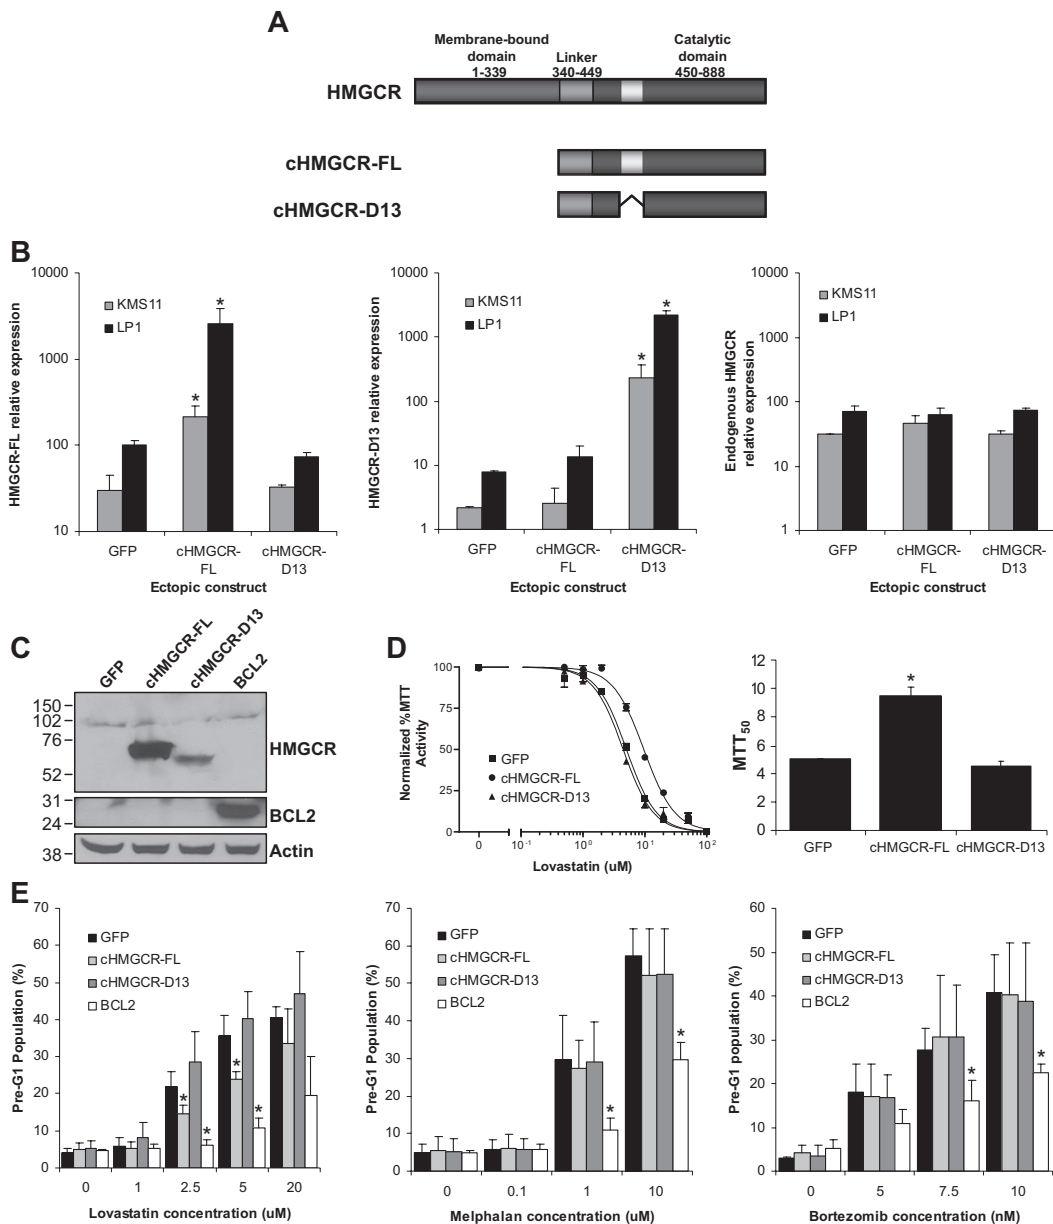 A
Membrane-bound
domain
1-339
Linker
340-449
Catalytic
domain
450-888
HMGCR
cHMGCR-FL
cHMGCR-D13
B
HMGCR-FL relative expression
10000
1000
100
10
KMS11
LP1
*
*
GFP
cHMGCR-
FL
cHMGCR-
D13
Ectopic construct
HMGCR-D13 relative expression
10000
1000
100
10
1
KMS11
LP1
*
*
GFP
cHMGCR-
FL
cHMGCR-
D13
Ectopic construct
Endogenous HMGCR
relative expression
10000
1000
100
10
1
KMS11
LP1
GFP
cHMGCR-
FL
cHMGCR-
D13
Ectopic construct
C
GFP
cHMGCR-FL
cHMGCR-D13
BCL2
150
102
76
52
HMGCR
31
24
BCL2
38
Actin
D
Normalized %MTT
Activity
100
75
50
25
0
GFP
cHMGCR-FL
cHMGCR-D13
0
10-1
100
101
102
Lovastatin (uM)
MTT50
12
10
8
6
4
2
0
*
GFP
cHMGCR-FL
cHMGCR-D13
E
Pre-G1 Population (%)
70
60
50
40
30
20
10
0
GFP
cHMGCR-FL
cHMGCR-D13
BCL2
*
*
*
*
0
1
2.5
5
20
Lovastatin concentration (uM)
Pre-G1 Population (%)
70
60
50
40
30
20
10
0
GFP
cHMGCR-FL
cHMGCR-D13
BCL2
*
*
0
0.1
1
10
Melphalan concentration (uM)
Pre-G1 population (%)
60
50
40
30
20
10
0
GFP
cHMGCR-FL
cHMGCR-D13
BCL2
*
*
0
5
7.5
10
Bortezomib concentration (nM)